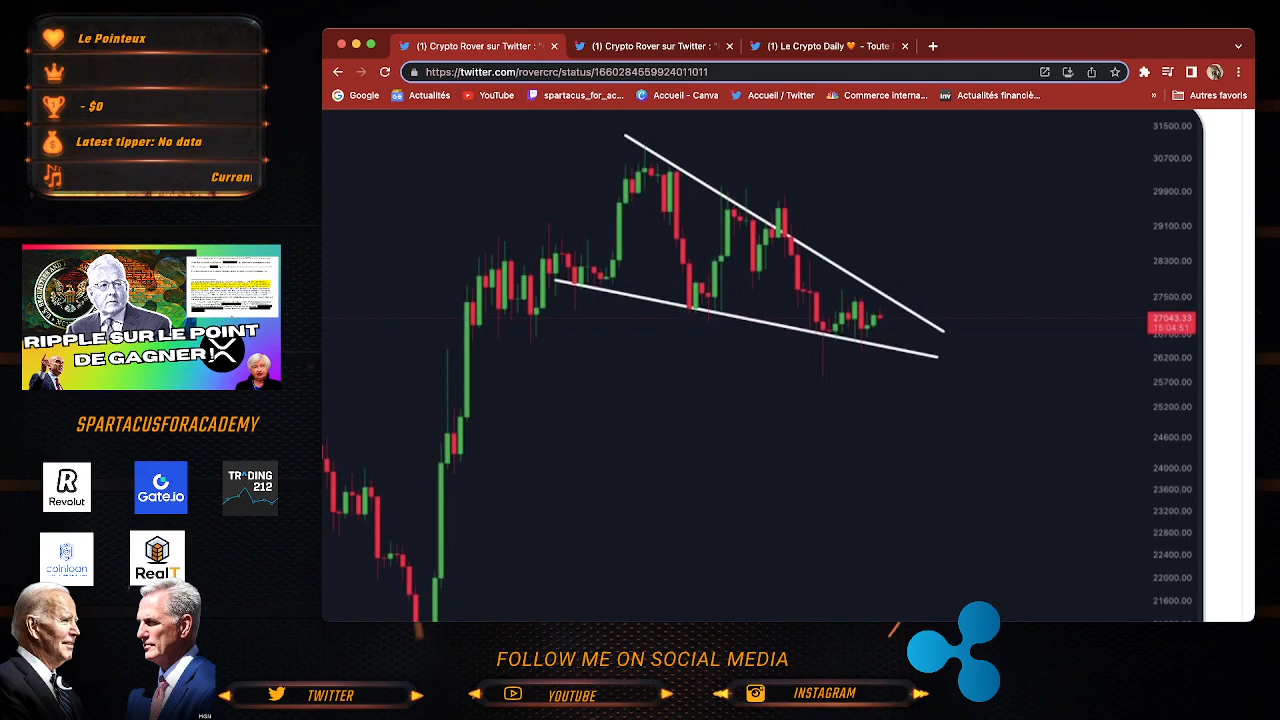 Le Pointeux
- $0
Latest tipper: No data
Curren
RIPPLE SUR LE POINT
DE GAGNER !
SPARTACUSFORACADEMY
Revolut
Gate.io
TRADING
212
coinloan
RealT
MGN
(1) Crypto Rover sur Twitter : "
(1) Crypto Rover sur Twitter : "
(1) Le Crypto Daily 🧡 - Toute l
https://twitter.com/rovercrc/status/1660284559924011011
Google
Actualités
YouTube
spartacus_for_ac...
Accueil - Canva
Accueil / Twitter
Commerce interna...
Actualités financiè...
»
Autres favoris
31500.00
30700.00
29900.00
29100.00
28300.00
27500.00
27043.33
15:04:51
26700.00
26200.00
25700.00
25200.00
24600.00
24000.00
23600.00
23200.00
22800.00
22400.00
22000.00
21600.00
FOLLOW ME ON SOCIAL MEDIA
TWITTER
YOUTUBE
INSTAGRAM